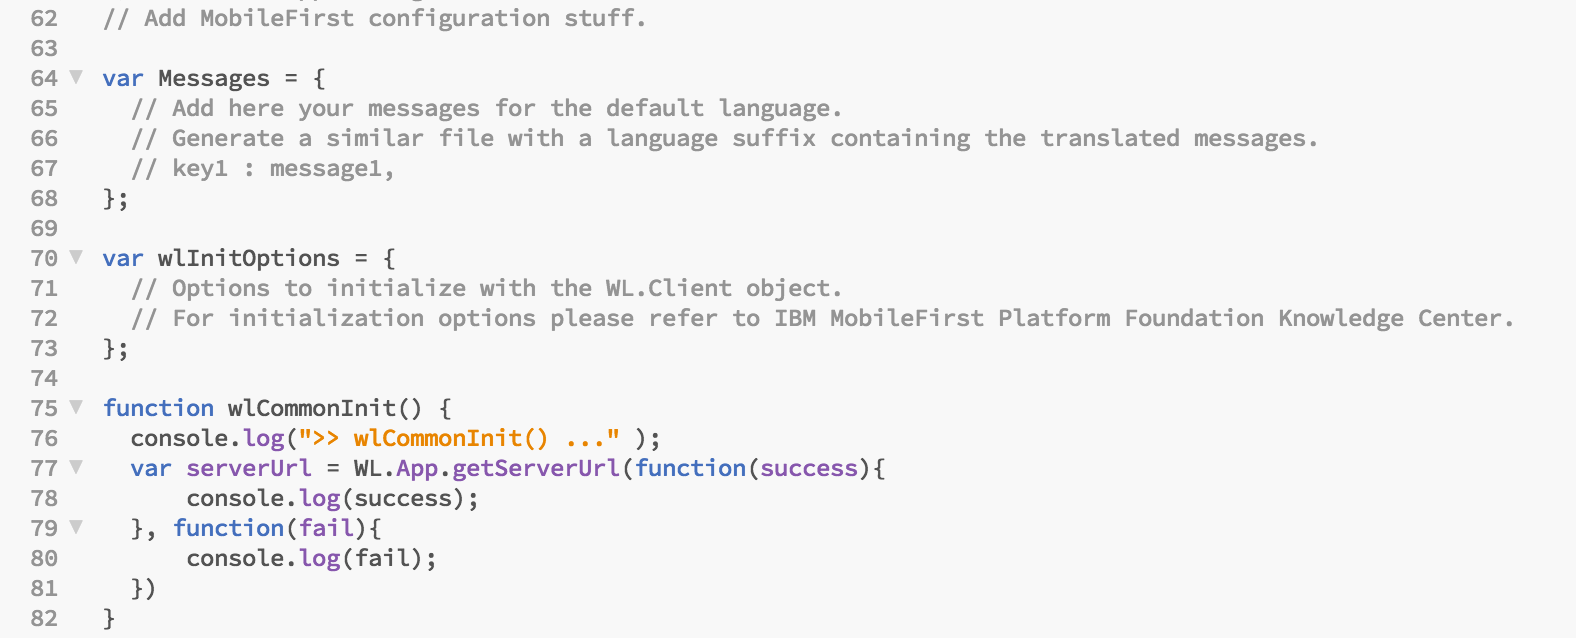 62 // Add MobileFirst configuration stuff.
63
64 var Messages = {
65 // Add here your messages for the default language.
66 // Generate a similar file with a language suffix containing the translated messages.
67 // key1 : message1,
68 };
69
70 var wlInitOptions = {
71 // Options to initialize with the WL.Client object.
72 // For initialization options please refer to IBM MobileFirst Platform Foundation Knowledge Center.
73 };
74
75 function wlCommonInit() {
76 console.log(">> wlCommonInit() ..." );
77 var serverUrl = WL.App.getServerUrl(function(success){
78 console.log(success);
79 }, function(fail){
80 console.log(fail);
81 })
82 }